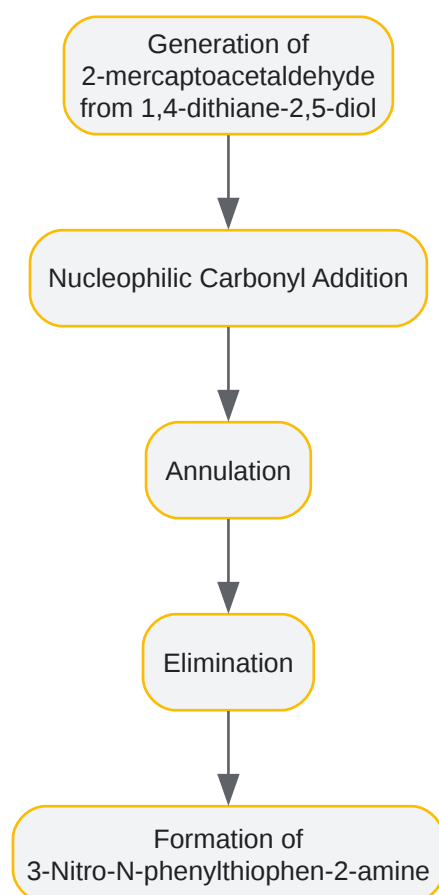 Generation of
2-mercaptoacetaldehyde
from 1,4-dithiane-2,5-diol
Nucleophilic Carbonyl Addition
Annulation
Elimination
Formation of
3-Nitro-N-phenylthiophen-2-amine